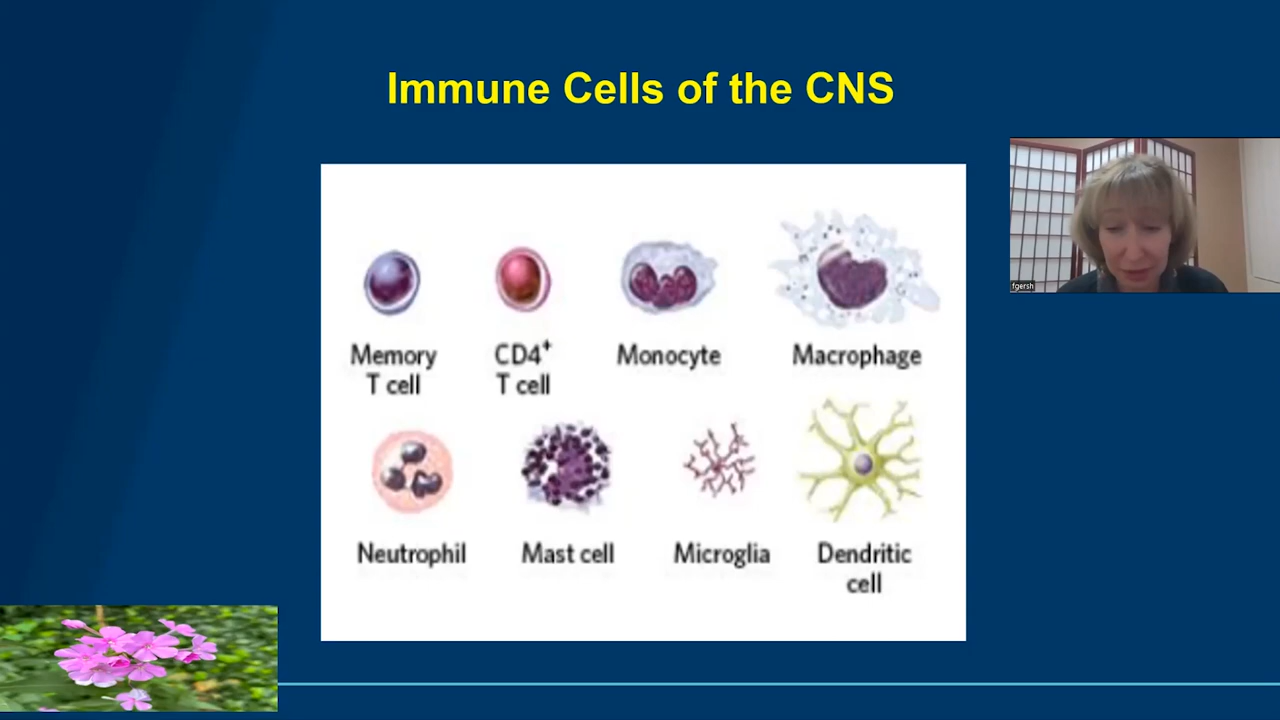 Immune Cells of the CNS
fgersh
Memory
T cell
CD4⁺
T cell
Monocyte
Macrophage
Neutrophil
Mast cell
Microglia
Dendritic
cell